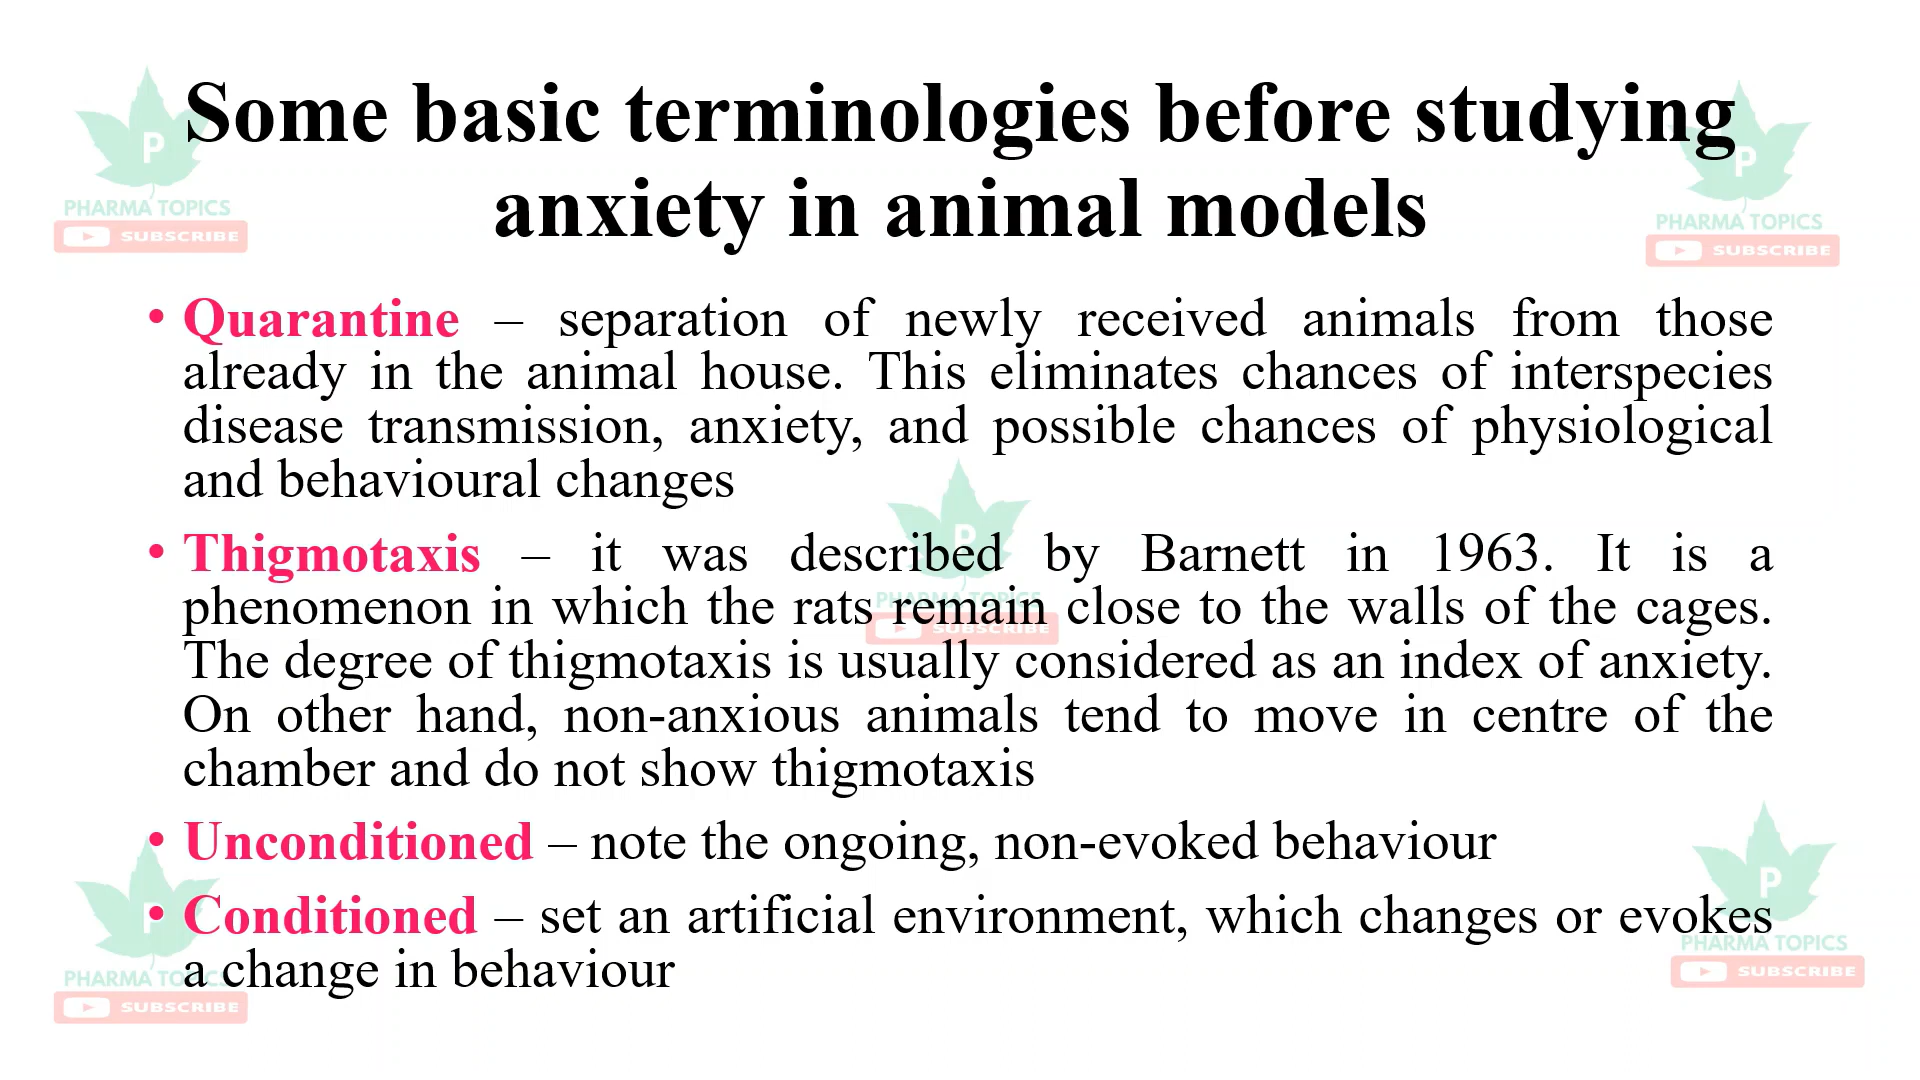 Some basic terminologies before studying
anxiety in animal models
• Quarantine – separation of newly received animals from those
already in the animal house. This eliminates chances of interspecies
disease transmission, anxiety, and possible chances of physiological
and behavioural changes
• Thigmotaxis – it was described by Barnett in 1963. It is a
phenomenon in which the rats remain close to the walls of the cages.
The degree of thigmotaxis is usually considered as an index of anxiety.
On other hand, non-anxious animals tend to move in centre of the
chamber and do not show thigmotaxis
• Unconditioned – note the ongoing, non-evoked behaviour
• Conditioned – set an artificial environment, which changes or evokes
a change in behaviour
P
PHARMA TOPICS
SUBSCRIBE
P
PHARMA TOPICS
SUBSCRIBE
P
PHARMA TOPICS
SUBSCRIBE
P
PHARMA TOPICS
SUBSCRIBE
P
PHARMA TOPICS
SUBSCRIBE